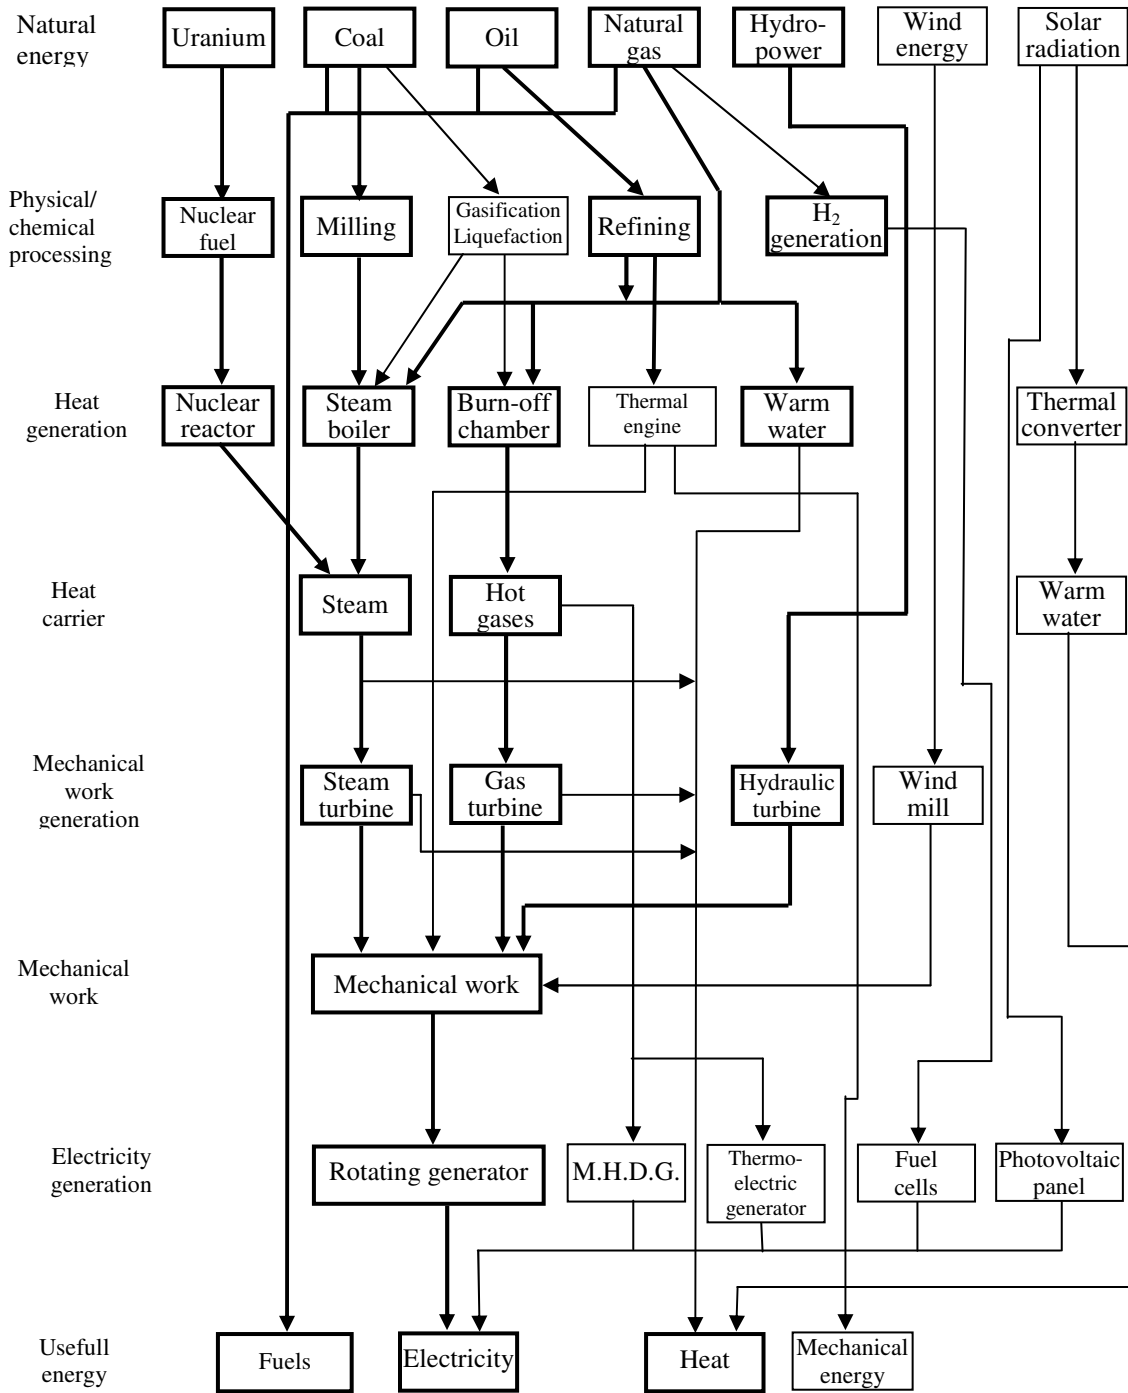 Natural
energy
Uranium
Coal
Oil
Natural
gas
Hydro-
power
Wind
energy
Solar
radiation
Physical/
chemical
processing
Nuclear
fuel
Milling
Gasification
Liquefaction
Refining
H₂
generation
Heat
generation
Nuclear
reactor
Steam
boiler
Burn-off
chamber
Thermal
engine
Warm
water
Thermal
converter
Heat
carrier
Steam
Hot
gases
Warm
water
Mechanical
work
generation
Steam
turbine
Gas
turbine
Hydraulic
turbine
Wind
mill
Mechanical
work
Mechanical work
Electricity
generation
Rotating generator
M.H.D.G.
Thermo-
electric
generator
Fuel
cells
Photovoltaic
panel
Usefull
energy
Fuels
Electricity
Heat
Mechanical
energy